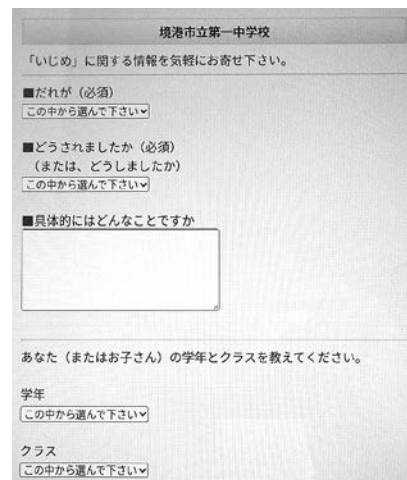 境港市立第一中学校
「いじめ」に関する情報を気軽にお寄せ下さい。
■だれが(必須)
この中から選んで下さい
■どうされましたか(必須)
(または、どうしましたか)
この中から選んで下さい
■具体的にはどんなことですか
あなた(またはお子さん)の学年とクラスを教えてください。
学年
この中から選んで下さい
クラス
この中から選んで下さい